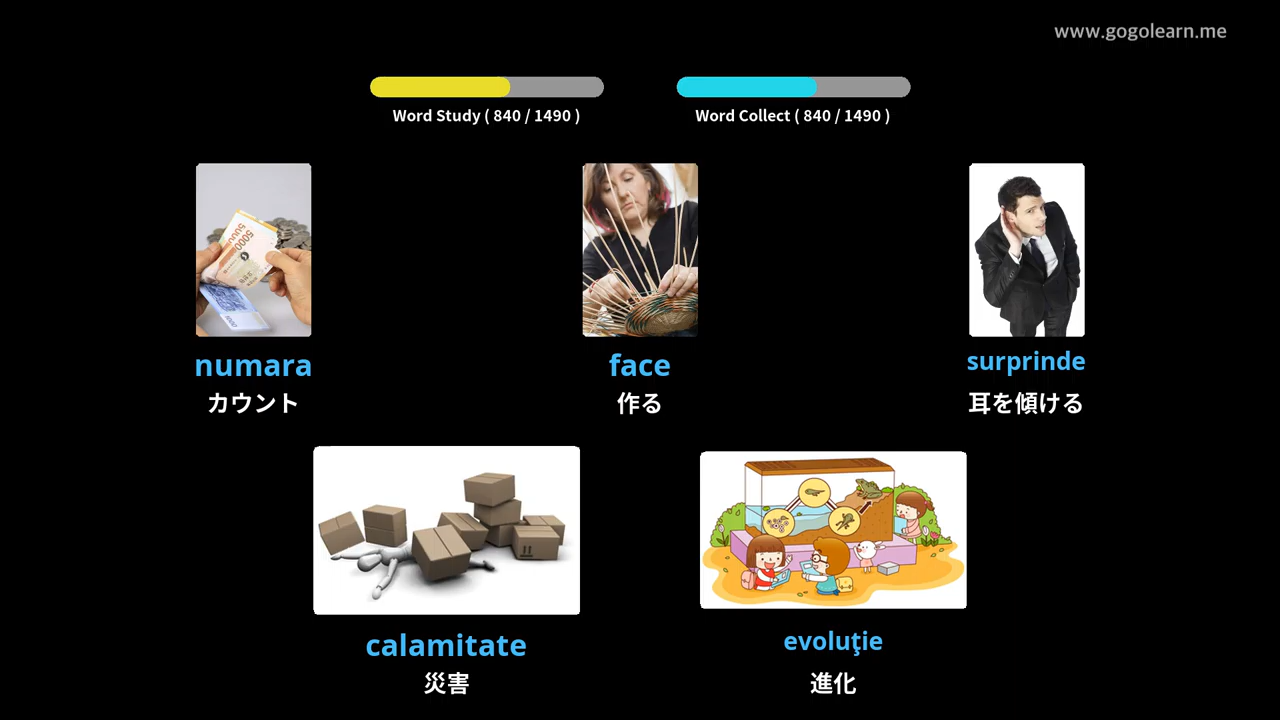 www.gogolearn.me
Word Study ( 840 / 1490 )
Word Collect ( 840 / 1490 )
numara
カウント
face
作る
surprinde
耳を傾ける
calamitate
災害
evoluţie
進化